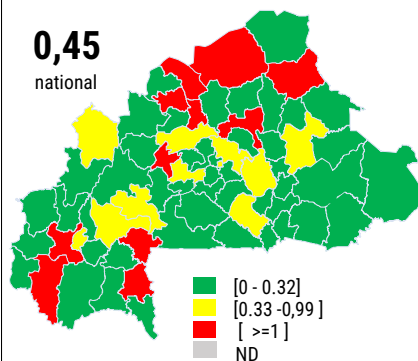 0,45
national
[0 - 0.32]
[0.33 -0,99 ]
[ >=1 ]
ND